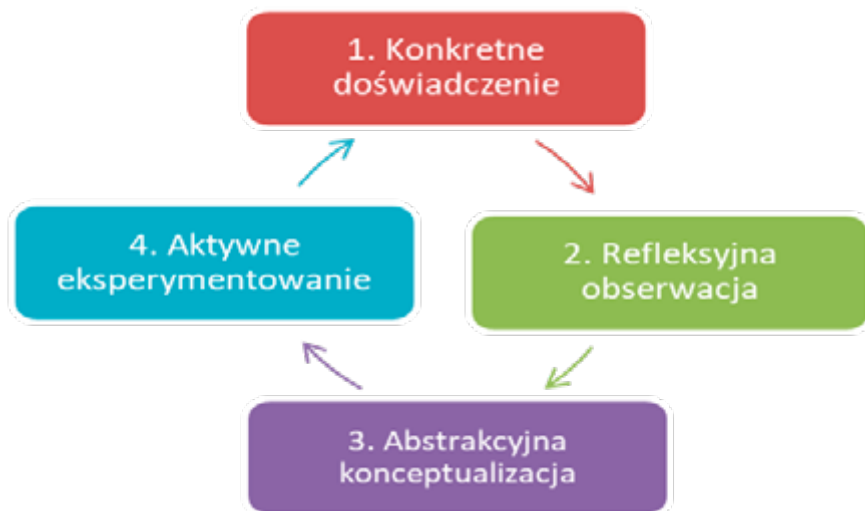 1. Konkretne
doświadczenie
2. Refleksyjna
obserwacja
3. Abstrakcyjna
konceptualizacja
4. Aktywne
eksperymentowanie